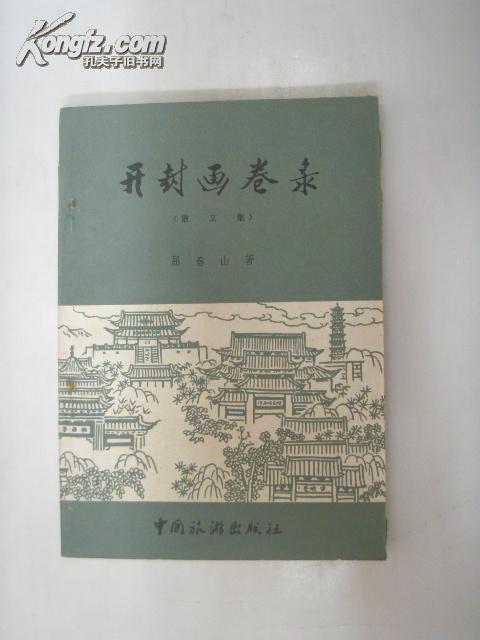 Kongfz.com
孔夫子旧书网
开封画卷录
(散文集)
屈春山著
中国旅游出版社